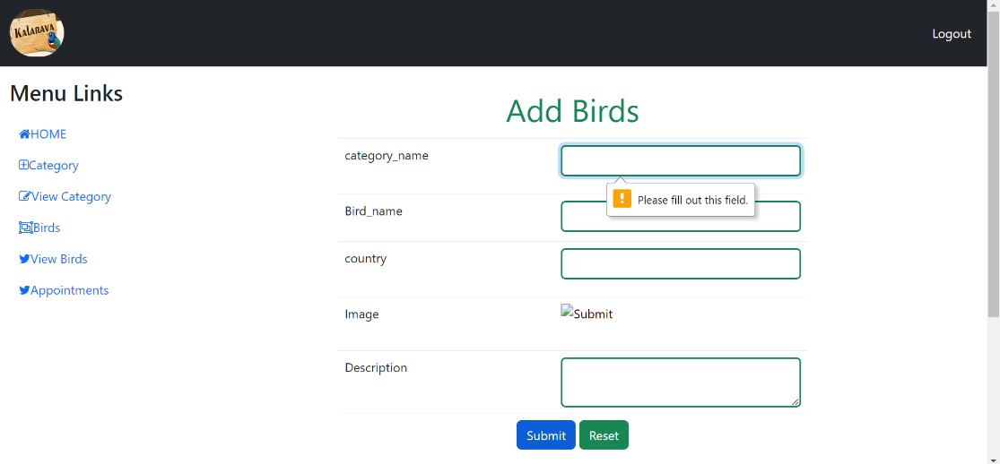 KALARAVA
Logout
Menu Links
HOME
Category
View Category
Birds
View Birds
Appointments
Add Birds
category_name
Please fill out this field.
Bird_name
country
Image
Submit
Description
Submit
Reset